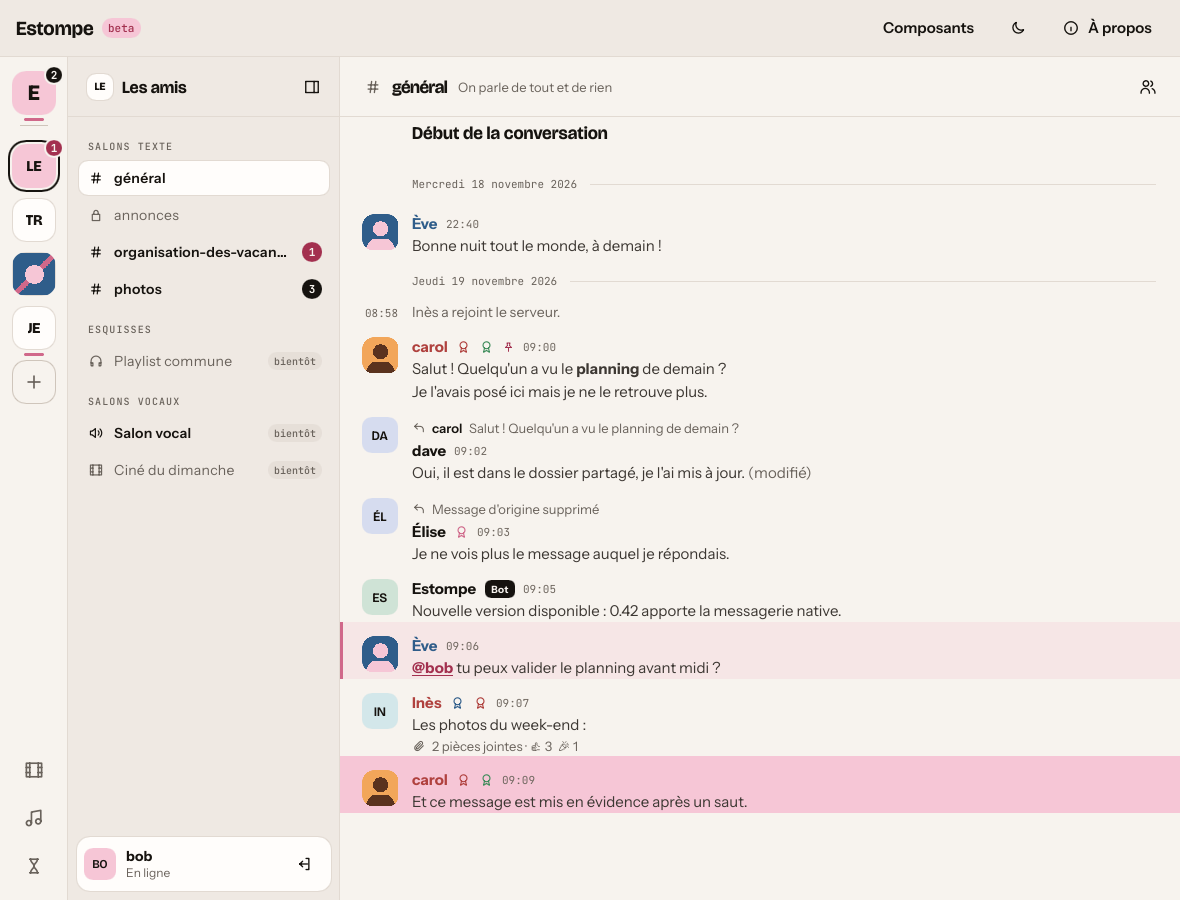 Estompe beta
Composants
À propos
E 2
LE 1
TR
JE
LE Les amis
SALONS TEXTE
# général
annonces
# organisation-des-vacan... 1
# photos 3
ESQUISSES
Playlist commune bientôt
SALONS VOCAUX
Salon vocal bientôt
Ciné du dimanche bientôt
BO bob
En ligne
# général On parle de tout et de rien
Début de la conversation
Mercredi 18 novembre 2026
Ève 22:40
Bonne nuit tout le monde, à demain !
Jeudi 19 novembre 2026
08:58 Inès a rejoint le serveur.
carol 09:00
Salut ! Quelqu'un a vu le planning de demain ?
Je l'avais posé ici mais je ne le retrouve plus.
DA
carol Salut ! Quelqu'un a vu le planning de demain ?
dave 09:02
Oui, il est dans le dossier partagé, je l'ai mis à jour. (modifié)
ÉL
Message d'origine supprimé
Élise 09:03
Je ne vois plus le message auquel je répondais.
ES
Estompe Bot 09:05
Nouvelle version disponible : 0.42 apporte la messagerie native.
Ève 09:06
@bob tu peux valider le planning avant midi ?
IN
Inès 09:07
Les photos du week-end :
2 pièces jointes · 👍 3 🎉 1
carol 09:09
Et ce message est mis en évidence après un saut.